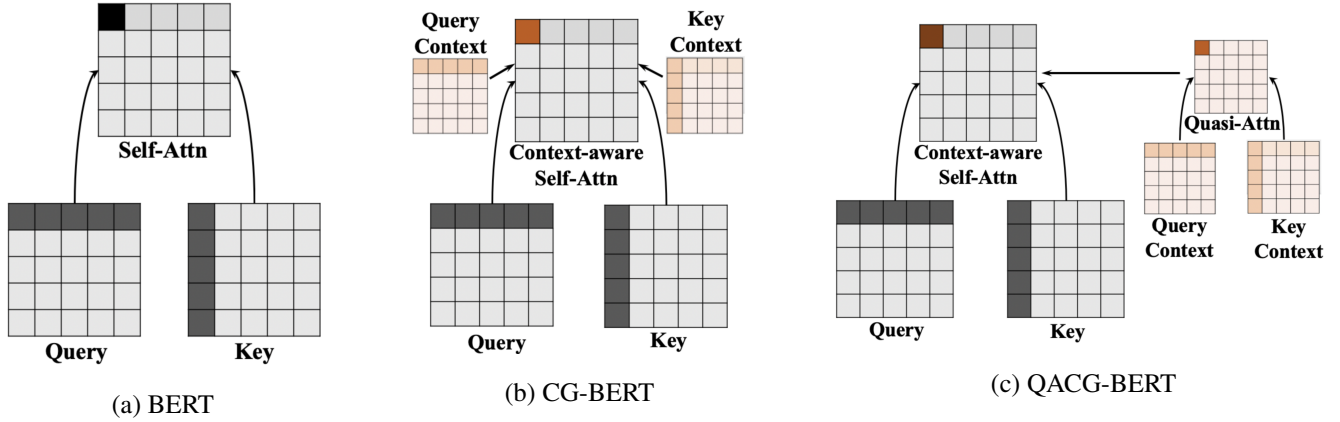 Self-Attn
Query
Key
(a) BERT
Query
Context
Key
Context
Context-aware
Self-Attn
Query
Key
(b) CG-BERT
Context-aware
Self-Attn
Quasi-Attn
Query
Context
Key
Context
Query
Key
(c) QACG-BERT